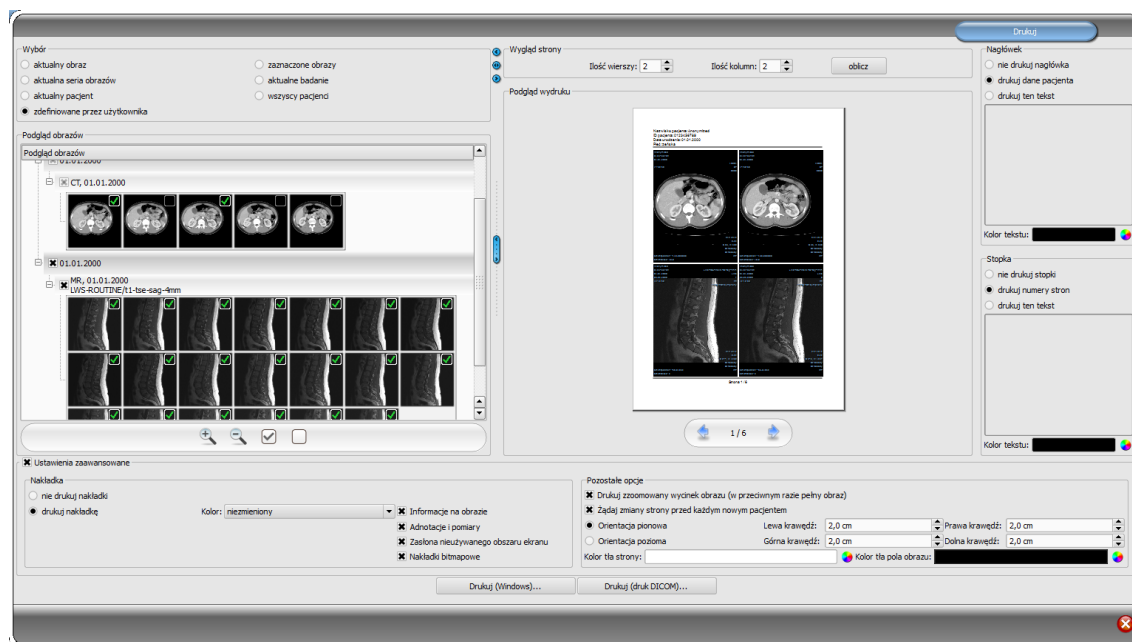 Drukuj
Wybór
aktualny obraz
zaznaczone obrazy
aktualna seria obrazów
aktualne badanie
aktualny pacjent
wszyscy pacjenci
zdefiniowane przez użytkownika
Podgląd obrazów
Podgląd obrazów
01.01.2000
CT, 01.01.2000
01.01.2000
MR, 01.01.2000
LWS-ROUTINE/t1-tse-sag-4mm
Wygląd strony
Ilość wierszy: 2
Ilość kolumn: 2
oblicz
Podgląd wydruku
Strona 1 / 6
1/6
Nagłówek
nie drukuj nagłówka
drukuj dane pacjenta
drukuj ten tekst
Kolor tekstu:
Stopka
nie drukuj stopki
drukuj numery stron
drukuj ten tekst
Kolor tekstu:
Ustawienia zaawansowane
Nakładka
nie drukuj nakładki
drukuj nakładkę
Kolor: niezmieniony
Informacje na obrazie
Adnotacje i pomiary
Zasłona nieużywanego obszaru ekranu
Nakładki bitmapowe
Pozostałe opcje
Drukuj zzoomowany wycinek obrazu (w przeciwnym razie pełny obraz)
Żądaj zmiany strony przed każdym nowym pacjentem
Orientacja pionowa
Lewa krawędź: 2,0 cm
Prawa krawędź: 2,0 cm
Orientacja pozioma
Górna krawędź: 2,0 cm
Dolna krawędź: 2,0 cm
Kolor tła strony:
Kolor tła pola obrazu:
Drukuj (Windows)...
Drukuj (druk DICOM)...